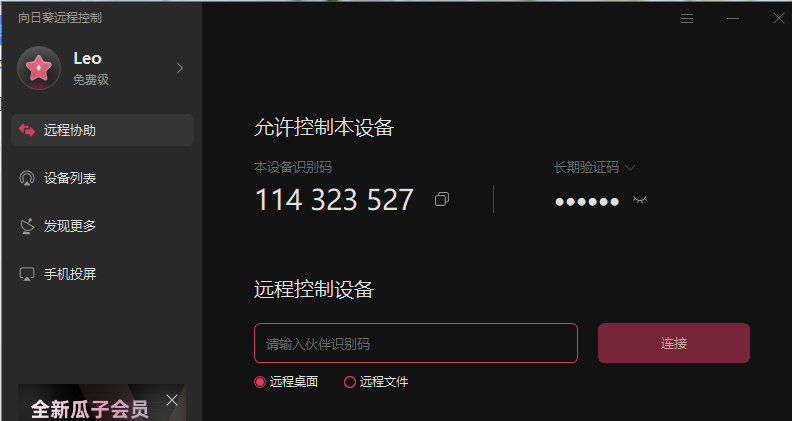 向日葵远程控制
Leo
免费级
远程协助
设备列表
发现更多
手机投屏
全新瓜子会员
允许控制本设备
本设备识别码
长期验证码
114 323 527
••••••
远程控制设备
请输入伙伴识别码
连接
远程桌面
远程文件